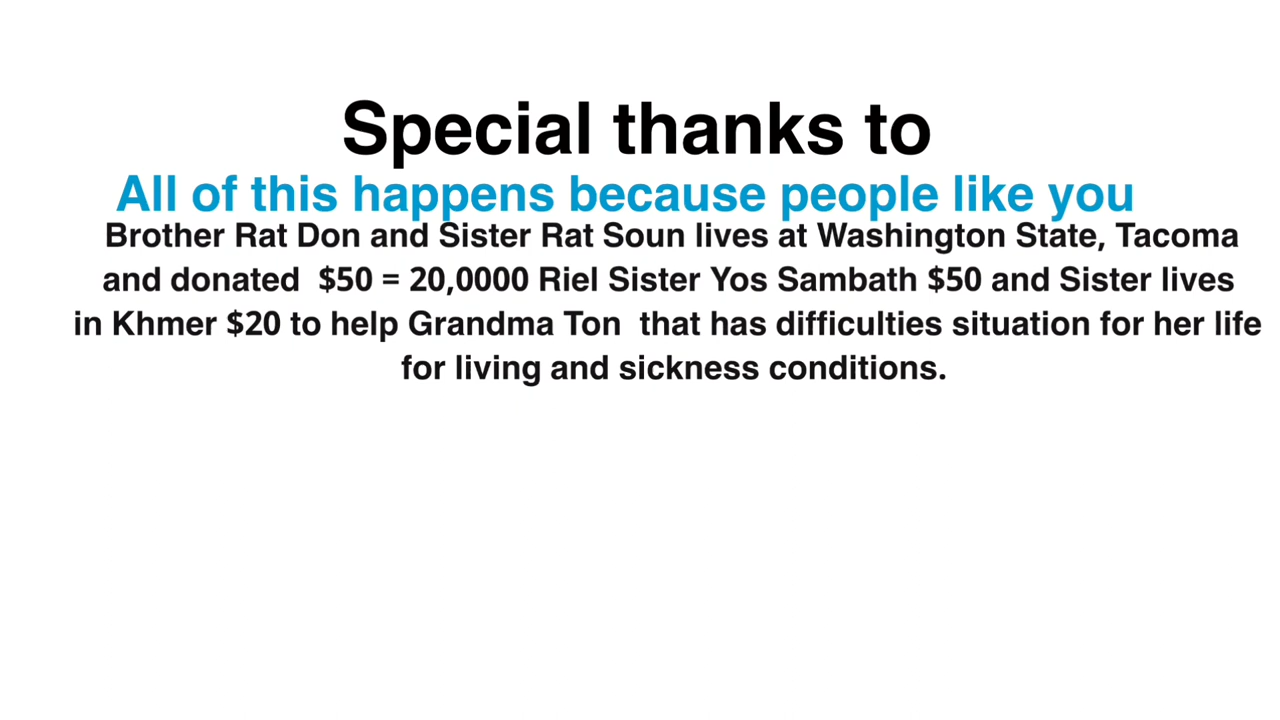 Special thanks to
All of this happens because people like you
Brother Rat Don and Sister Rat Soun lives at Washington State, Tacoma
and donated  $50 = 20,0000 Riel Sister Yos Sambath $50 and Sister lives
in Khmer $20 to help Grandma Ton  that has difficulties situation for her life
for living and sickness conditions.